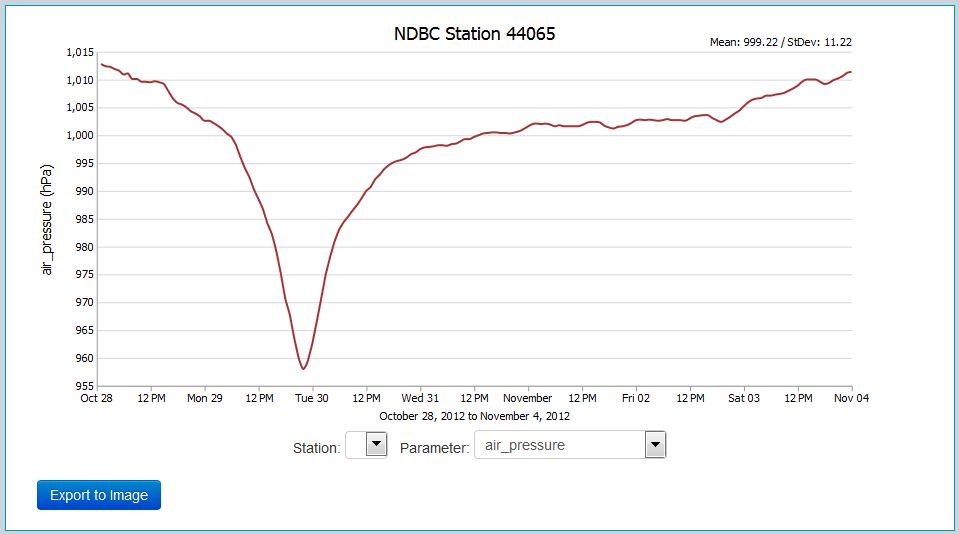 NDBC Station 44065
Mean: 999.22 / StDev: 11.22
air_pressure (hPa)
1,015
1,010
1,005
1,000
995
990
985
980
975
970
965
960
955
Oct 28 12 PM Mon 29 12 PM Tue 30 12 PM Wed 31 12 PM November 12 PM Fri 02 12 PM Sat 03 12 PM Nov 04
October 28, 2012 to November 4, 2012
Station: Parameter: air_pressure
Export to Image